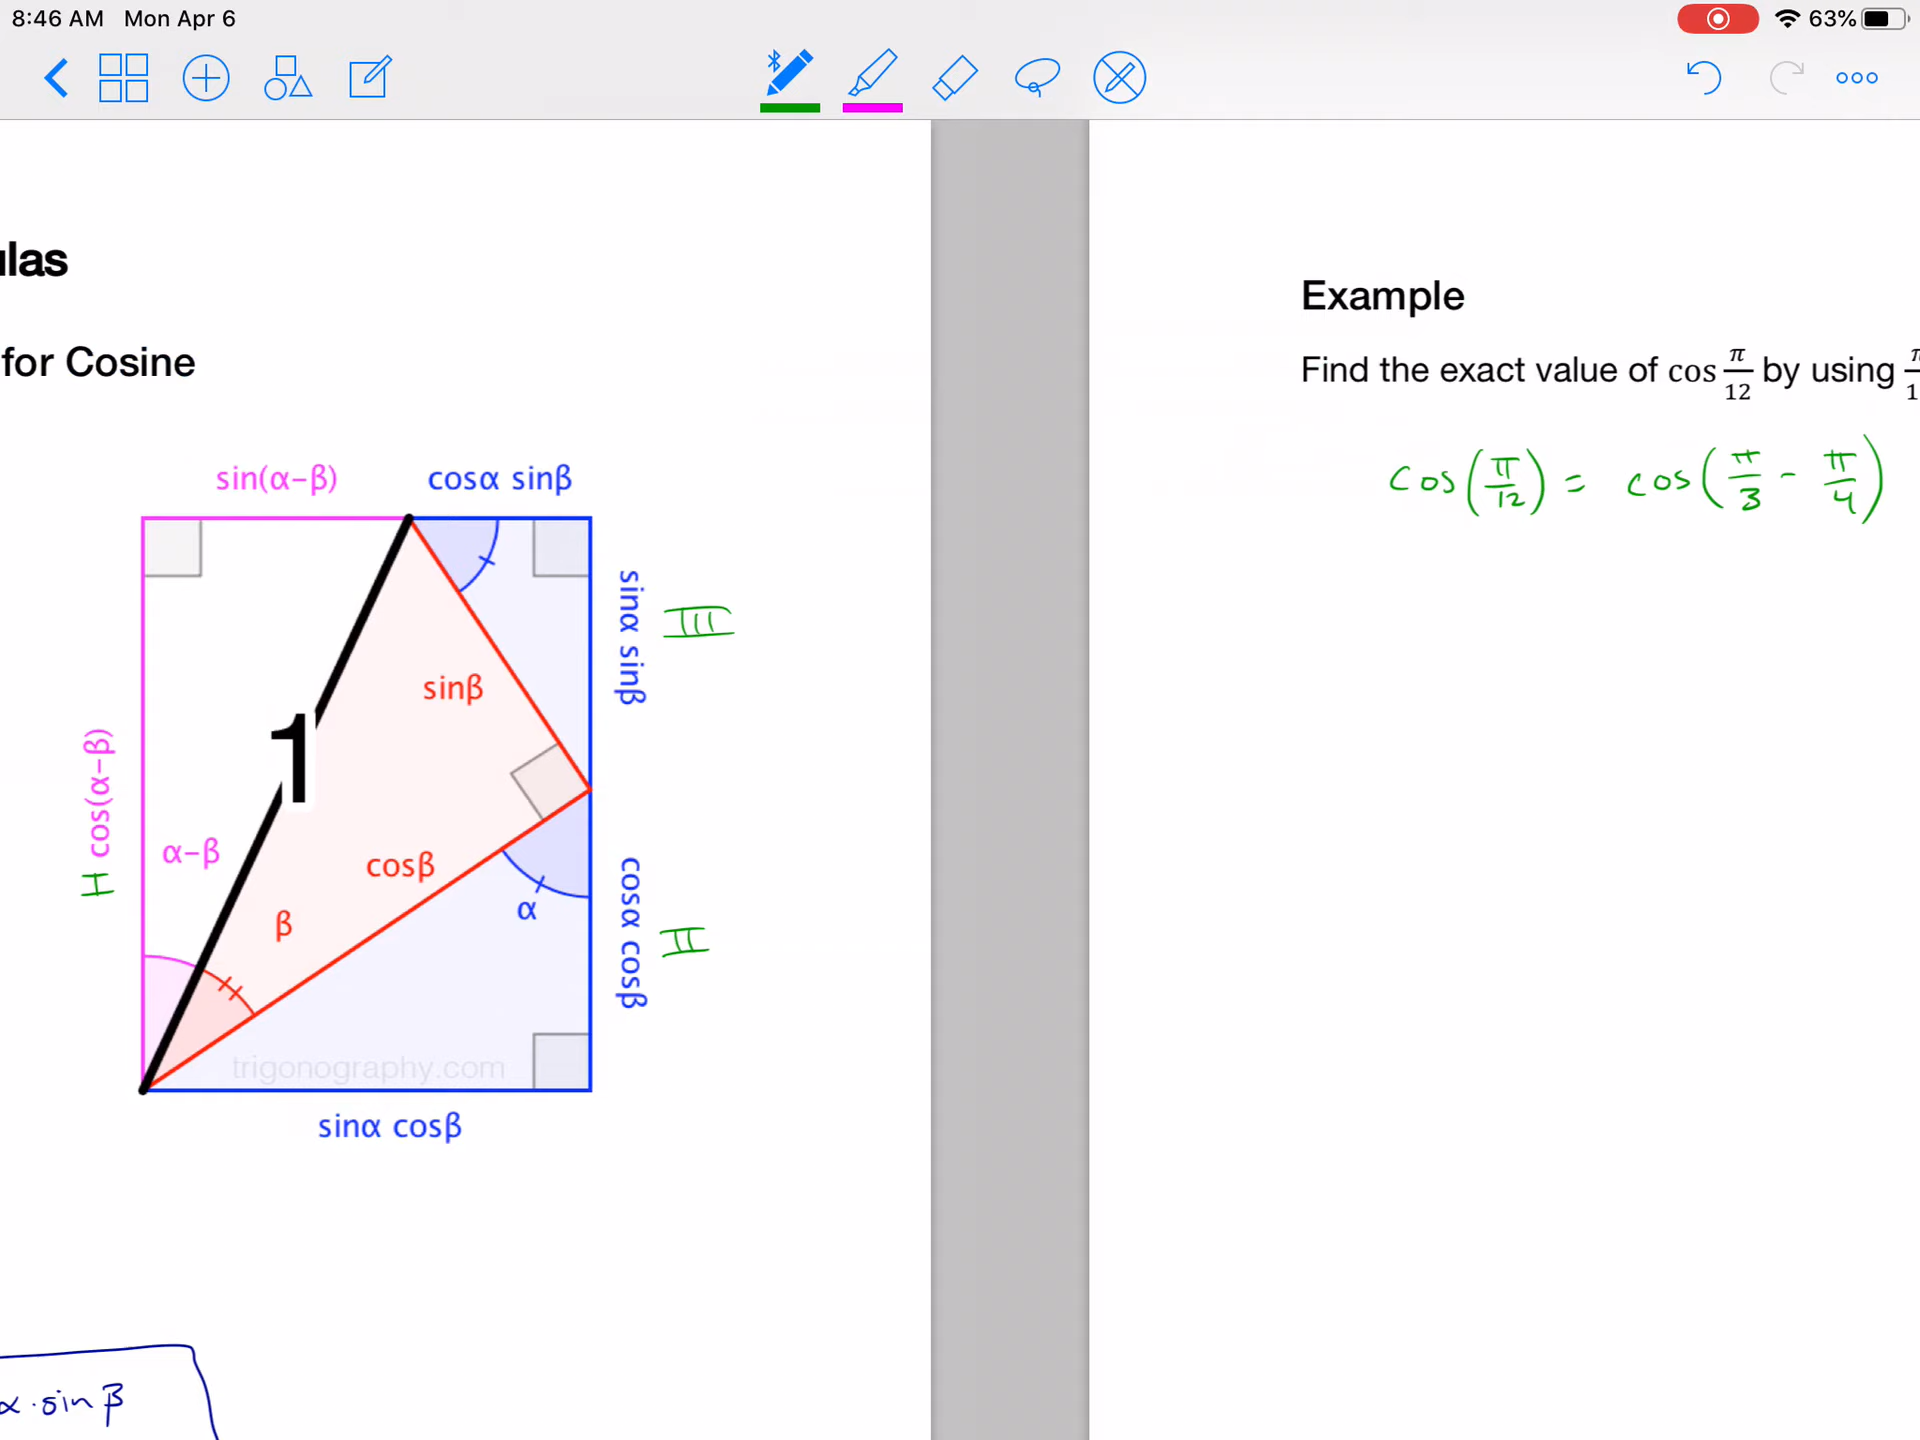 8:46 AM Mon Apr 6
63%
ulas
for Cosine
sin(α−β) cosα sinβ
sinα sinβ III
1
sinβ
I cos(α−β)
α−β
cosβ
β
α
cosα cosβ II
trigonography.com
sinα cosβ
α · sin β
Example
Find the exact value of cos π/12 by using
cos(π/12) = cos(π/3 - π/4)